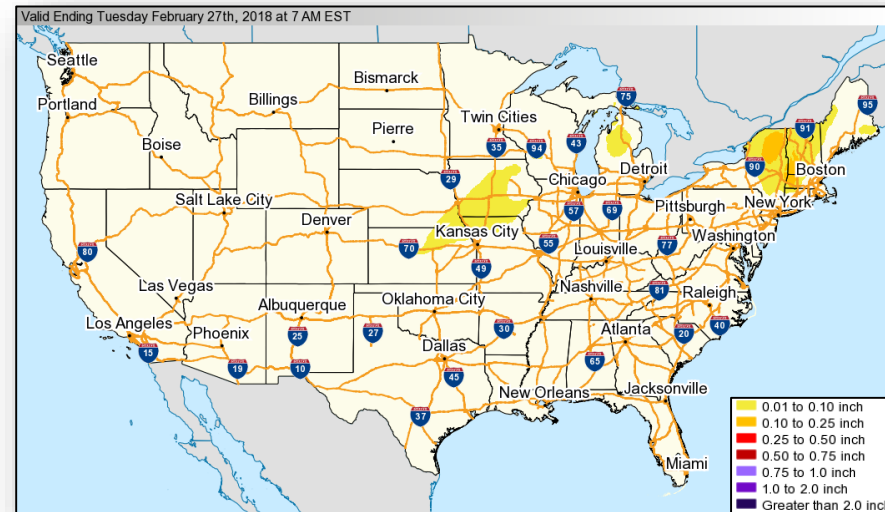 Valid Ending Tuesday February 27th, 2018 at 7 AM EST
Seattle
75
95
Bismarck
Portland
Billings
Twin Cities
91
Pierre
35
94
43
Boise
90
Boston
Detroit
29
Chicago
Salt Lake City
57
69
Pittsburgh
New York
Denver
Kansas City
Washington
80
70
55
Louisville
77
49
Las Vegas
Nashville
81
Raleigh
Albuquerque
Oklahoma City
Los Angeles
Phoenix
25
27
30
Atlanta
20
40
15
Dallas
65
19
10
45
New Orleans
Jacksonville
37
Miami
0.01 to 0.10 inch
0.10 to 0.25 inch
0.25 to 0.50 inch
0.50 to 0.75 inch
0.75 to 1.0 inch
1.0 to 2.0 inch
Greater than 2.0 inch